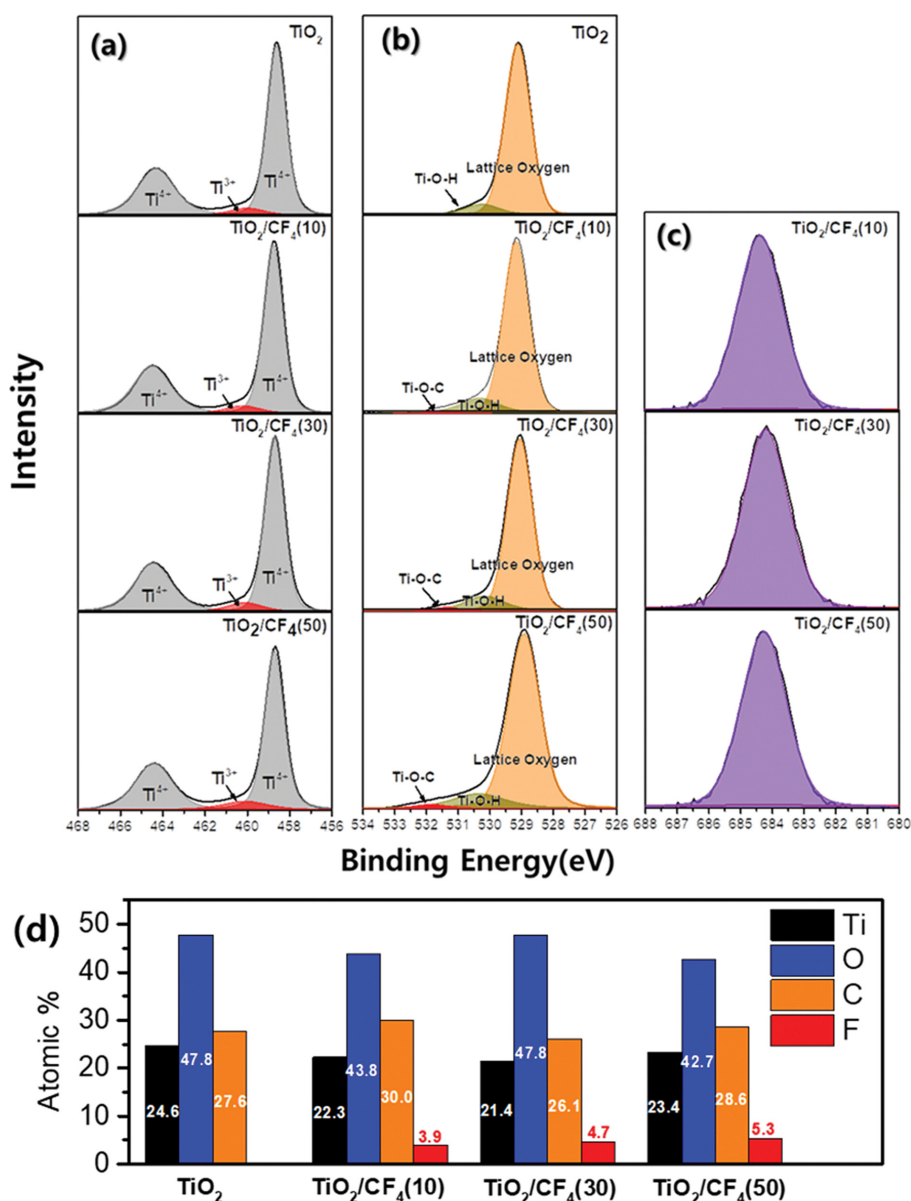 (a)
TiO₂
Ti⁴⁺
Ti³⁺
Ti⁴⁺
TiO₂/CF₄(10)
Ti⁴⁺
Ti³⁺
Ti⁴⁺
TiO₂/CF₄(30)
Ti⁴⁺
Ti³⁺
Ti⁴⁺
TiO₂/CF₄(50)
Ti⁴⁺
Ti³⁺
Ti⁴⁺
468 466 464 462 460 458 456
(b)
TiO₂
Ti-O-H
Lattice Oxygen
TiO₂/CF₄(10)
Lattice Oxygen
Ti-O-C
Ti-O-H
TiO₂/CF₄(30)
Lattice Oxygen
Ti-O-C
Ti-O-H
TiO₂/CF₄(50)
Lattice Oxygen
Ti-O-C
Ti-O-H
534 533 532 531 530 529 528 527 526
(c)
TiO₂/CF₄(10)
TiO₂/CF₄(30)
TiO₂/CF₄(50)
688 687 686 685 684 683 682 681 680
Intensity
Binding Energy(eV)
(d)
Atomic %
50
40
30
20
10
0
Ti
O
C
F
24.6 47.8 27.6
22.3 43.8 30.0 3.9
21.4 47.8 26.1 4.7
23.4 42.7 28.6 5.3
TiO₂ TiO₂/CF₄(10) TiO₂/CF₄(30) TiO₂/CF₄(50)